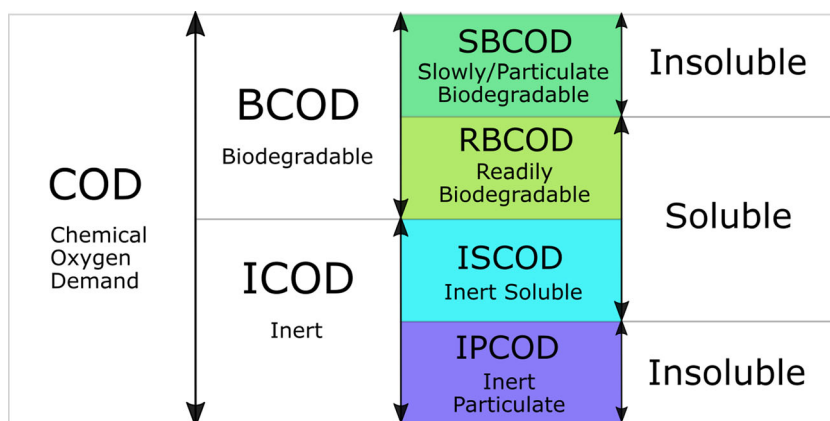 COD
Chemical
Oxygen
Demand
BCOD
Biodegradable
ICOD
Inert
SBCOD
Slowly/Particulate
Biodegradable
RBCOD
Readily
Biodegradable
ISCOD
Inert Soluble
IPCOD
Inert
Particulate
Insoluble
Soluble
Insoluble